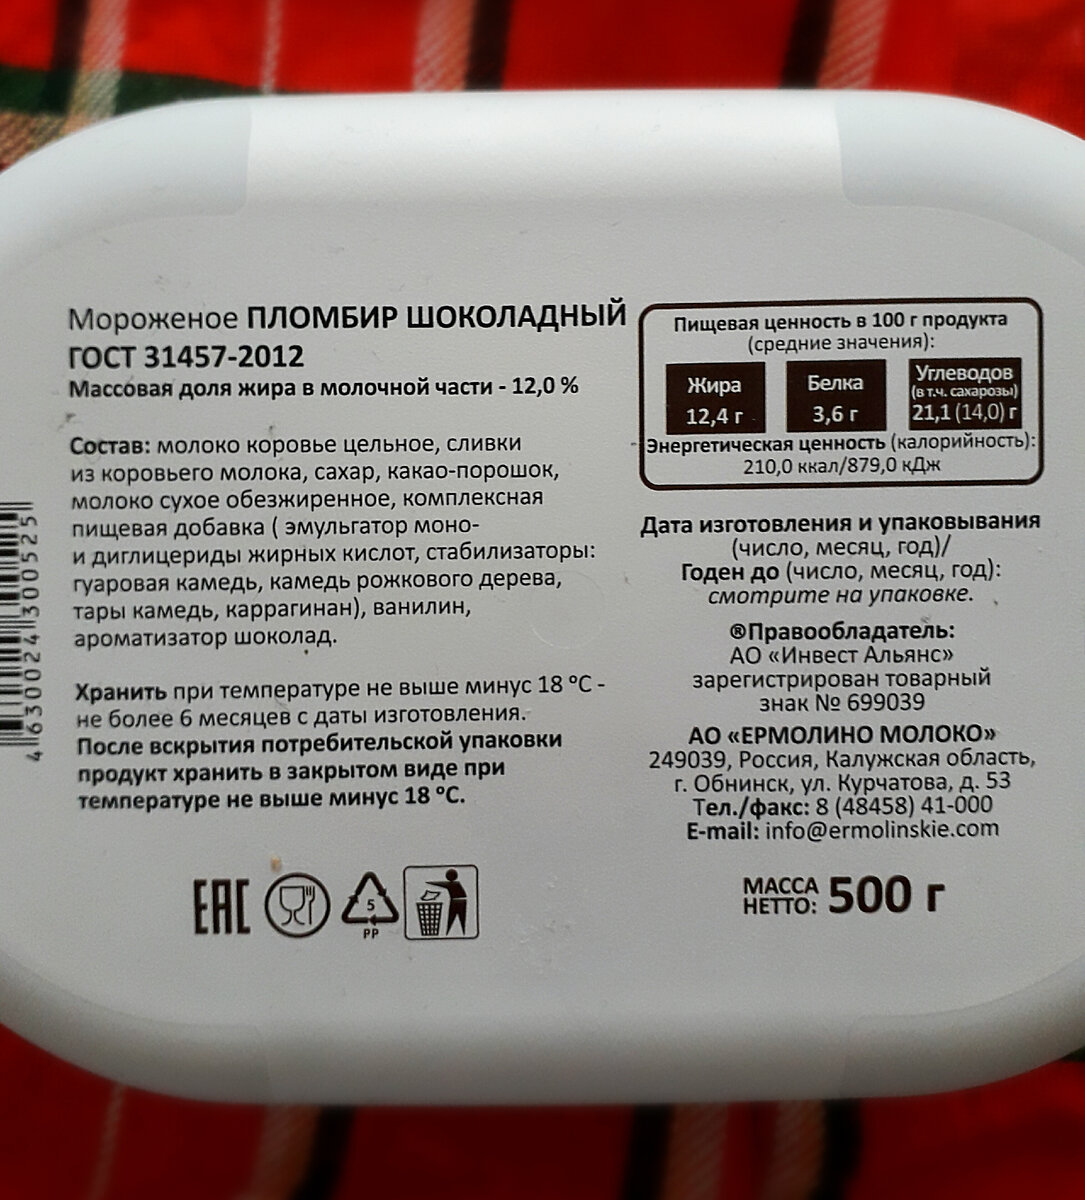 Мороженое ПЛОМБИР ШОКОЛАДНЫЙ
ГОСТ 31457-2012
Массовая доля жира в молочной части - 12,0 %
Состав: молоко коровье цельное, сливки
из коровьего молока, сахар, какао-порошок,
молоко сухое обезжиренное, комплексная
пищевая добавка ( эмульгатор моно-
и диглицериды жирных кислот, стабилизаторы:
гуаровая камедь, камедь рожкового дерева,
тары камедь, каррагинан), ванилин,
ароматизатор шоколад.
Хранить при температуре не выше минус 18 °С -
не более 6 месяцев с даты изготовления.
После вскрытия потребительской упаковки
продукт хранить в закрытом виде при
температуре не выше минус 18 °С.
4630024300525
EAC
5
PP
Пищевая ценность в 100 г продукта
(средние значения):
Жира
12,4 г
Белка
3,6 г
Углеводов
(в т.ч. сахарозы)
21,1 (14,0) г
Энергетическая ценность (калорийность):
210,0 ккал/879,0 кДж
Дата изготовления и упаковывания
(число, месяц, год)/
Годен до (число, месяц, год):
смотрите на упаковке.
®Правообладатель:
АО «Инвест Альянс»
зарегистрирован товарный
знак № 699039
АО «ЕРМОЛИНО МОЛОКО»
249039, Россия, Калужская область,
г. Обнинск, ул. Курчатова, д. 53
Тел./факс: 8 (48458) 41-000
E-mail: info@ermolinskie.com
МАССА
НЕТТО: 500 г